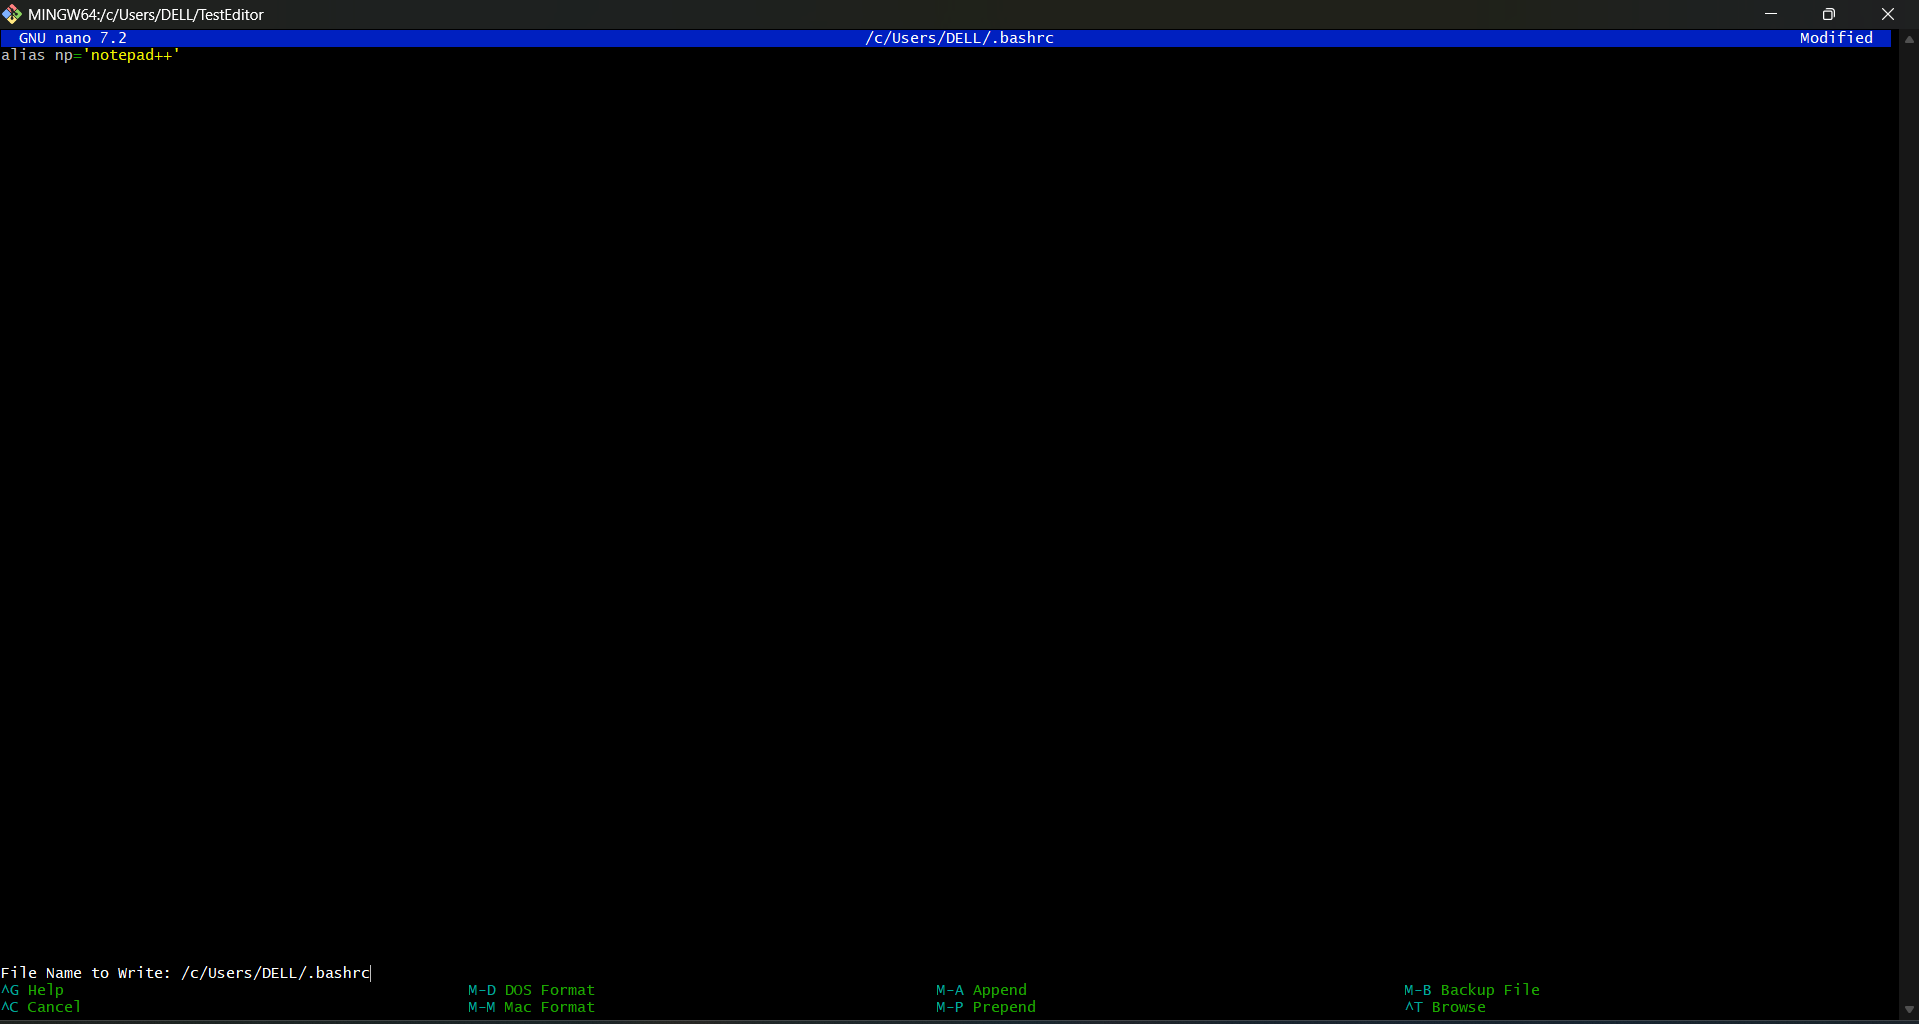 MINGW64:/c/Users/DELL/TestEditor
GNU nano 7.2 /c/Users/DELL/.bashrc Modified
alias np='notepad++'
File Name to Write: /c/Users/DELL/.bashrc
^G Help M-D DOS Format M-A Append M-B Backup File
^C Cancel M-M Mac Format M-P Prepend ^T Browse